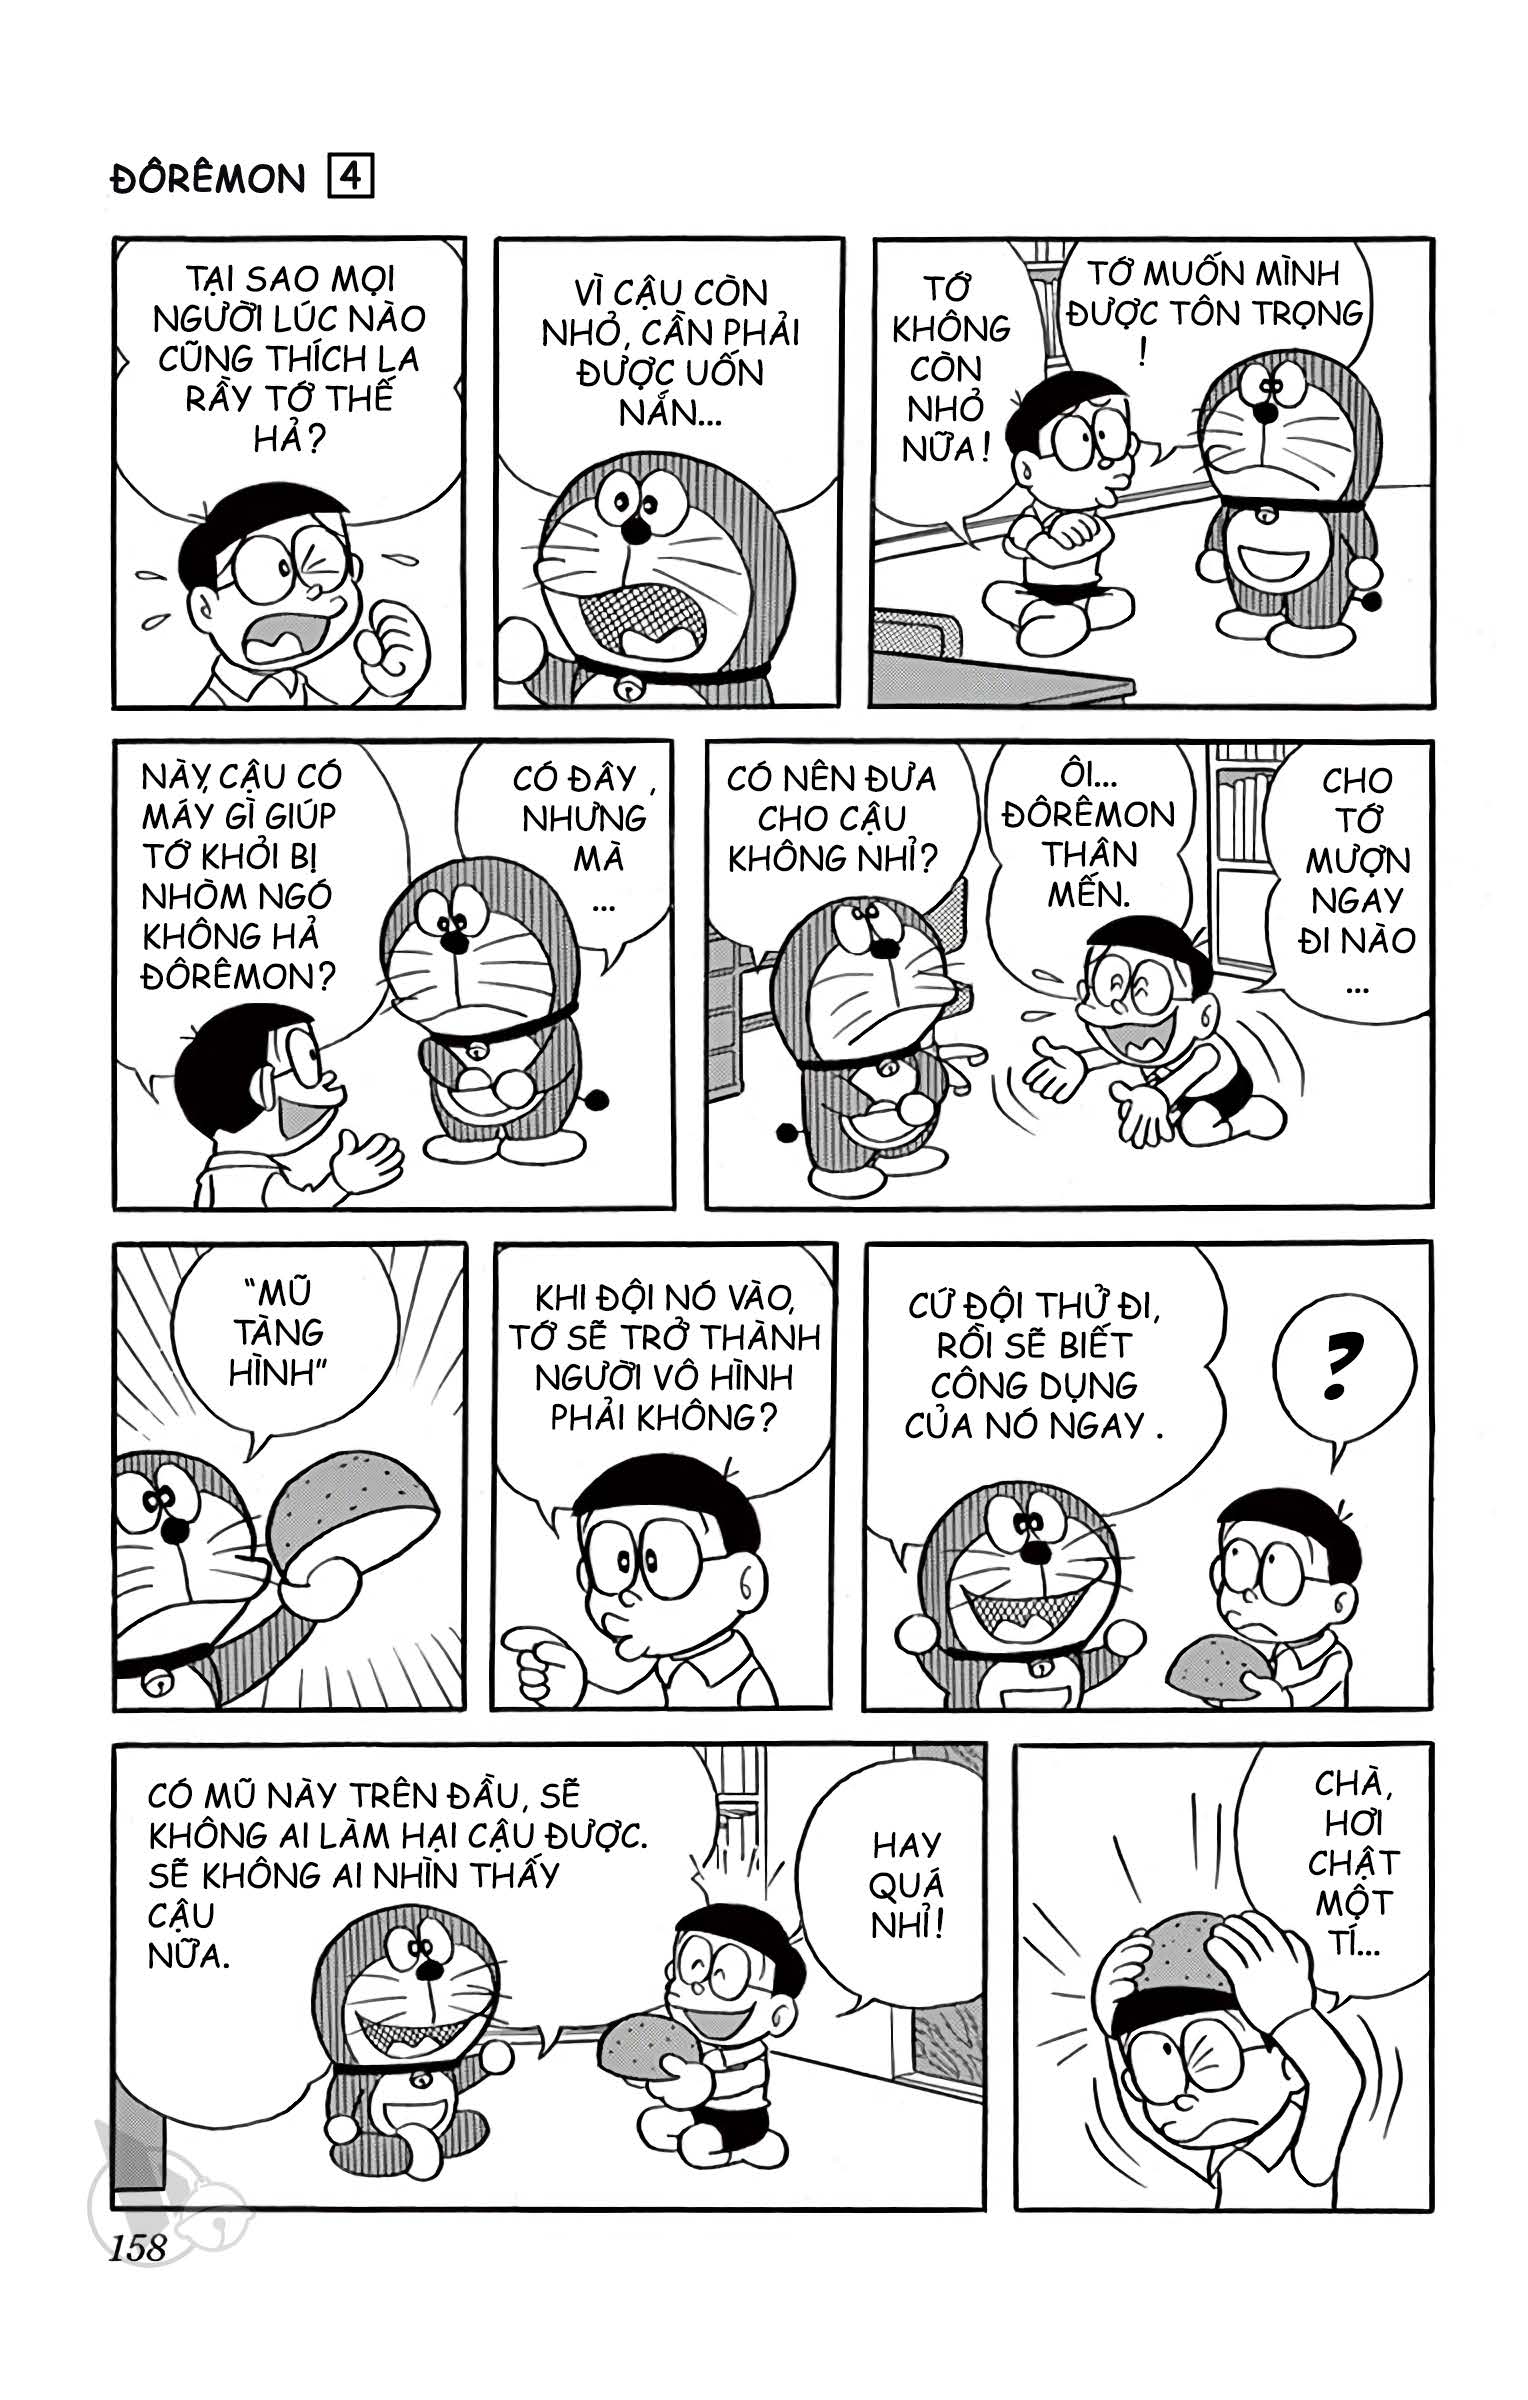 ĐÔRÊMON 4
TẠI SAO MỌI
NGƯỜI LÚC NÀO
CŨNG THÍCH LA
RẦY TỚ THẾ
HẢ?
VÌ CẬU CÒN
NHỎ, CẦN PHẢI
ĐƯỢC UỐN
NẮN...
TỚ
KHÔNG
CÒN
NHỎ
NỮA!
TỚ MUỐN MÌNH
ĐƯỢC TÔN TRỌNG
!
NÀY, CẬU CÓ
MÁY GÌ GIÚP
TỚ KHỎI BỊ
NHÒM NGÓ
KHÔNG HẢ
ĐÔRÊMON?
CÓ ĐÂY,
NHƯNG
MÀ
...
CÓ NÊN ĐƯA
CHO CẬU
KHÔNG NHỈ?
ÔI...
ĐÔRÊMON
THÂN
MẾN.
CHO
TỚ
MƯỢN
NGAY
ĐI NÀO
...
“MŨ
TÀNG
HÌNH”
KHI ĐỘI NÓ VÀO,
TỚ SẼ TRỞ THÀNH
NGƯỜI VÔ HÌNH
PHẢI KHÔNG?
CỨ ĐỘI THỬ ĐI,
RỒI SẼ BIẾT
CÔNG DỤNG
CỦA NÓ NGAY.
?
CÓ MŨ NÀY TRÊN ĐẦU, SẼ
KHÔNG AI LÀM HẠI CẬU ĐƯỢC.
SẼ KHÔNG AI NHÌN THẤY
CẬU
NỮA.
HAY
QUÁ
NHỈ!
CHÀ,
HƠI
CHẬT
MỘT
TÍ...
158